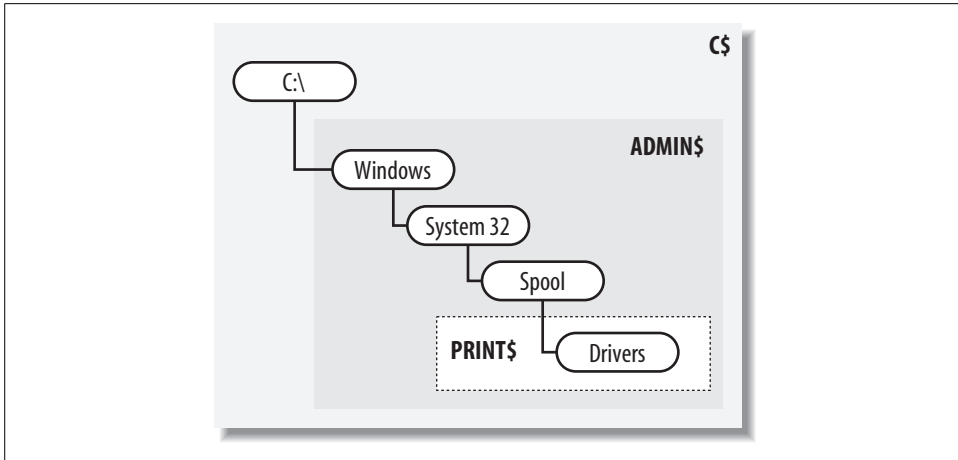 C$
C:\
ADMIN$
Windows
System 32
Spool
PRINT$
Drivers